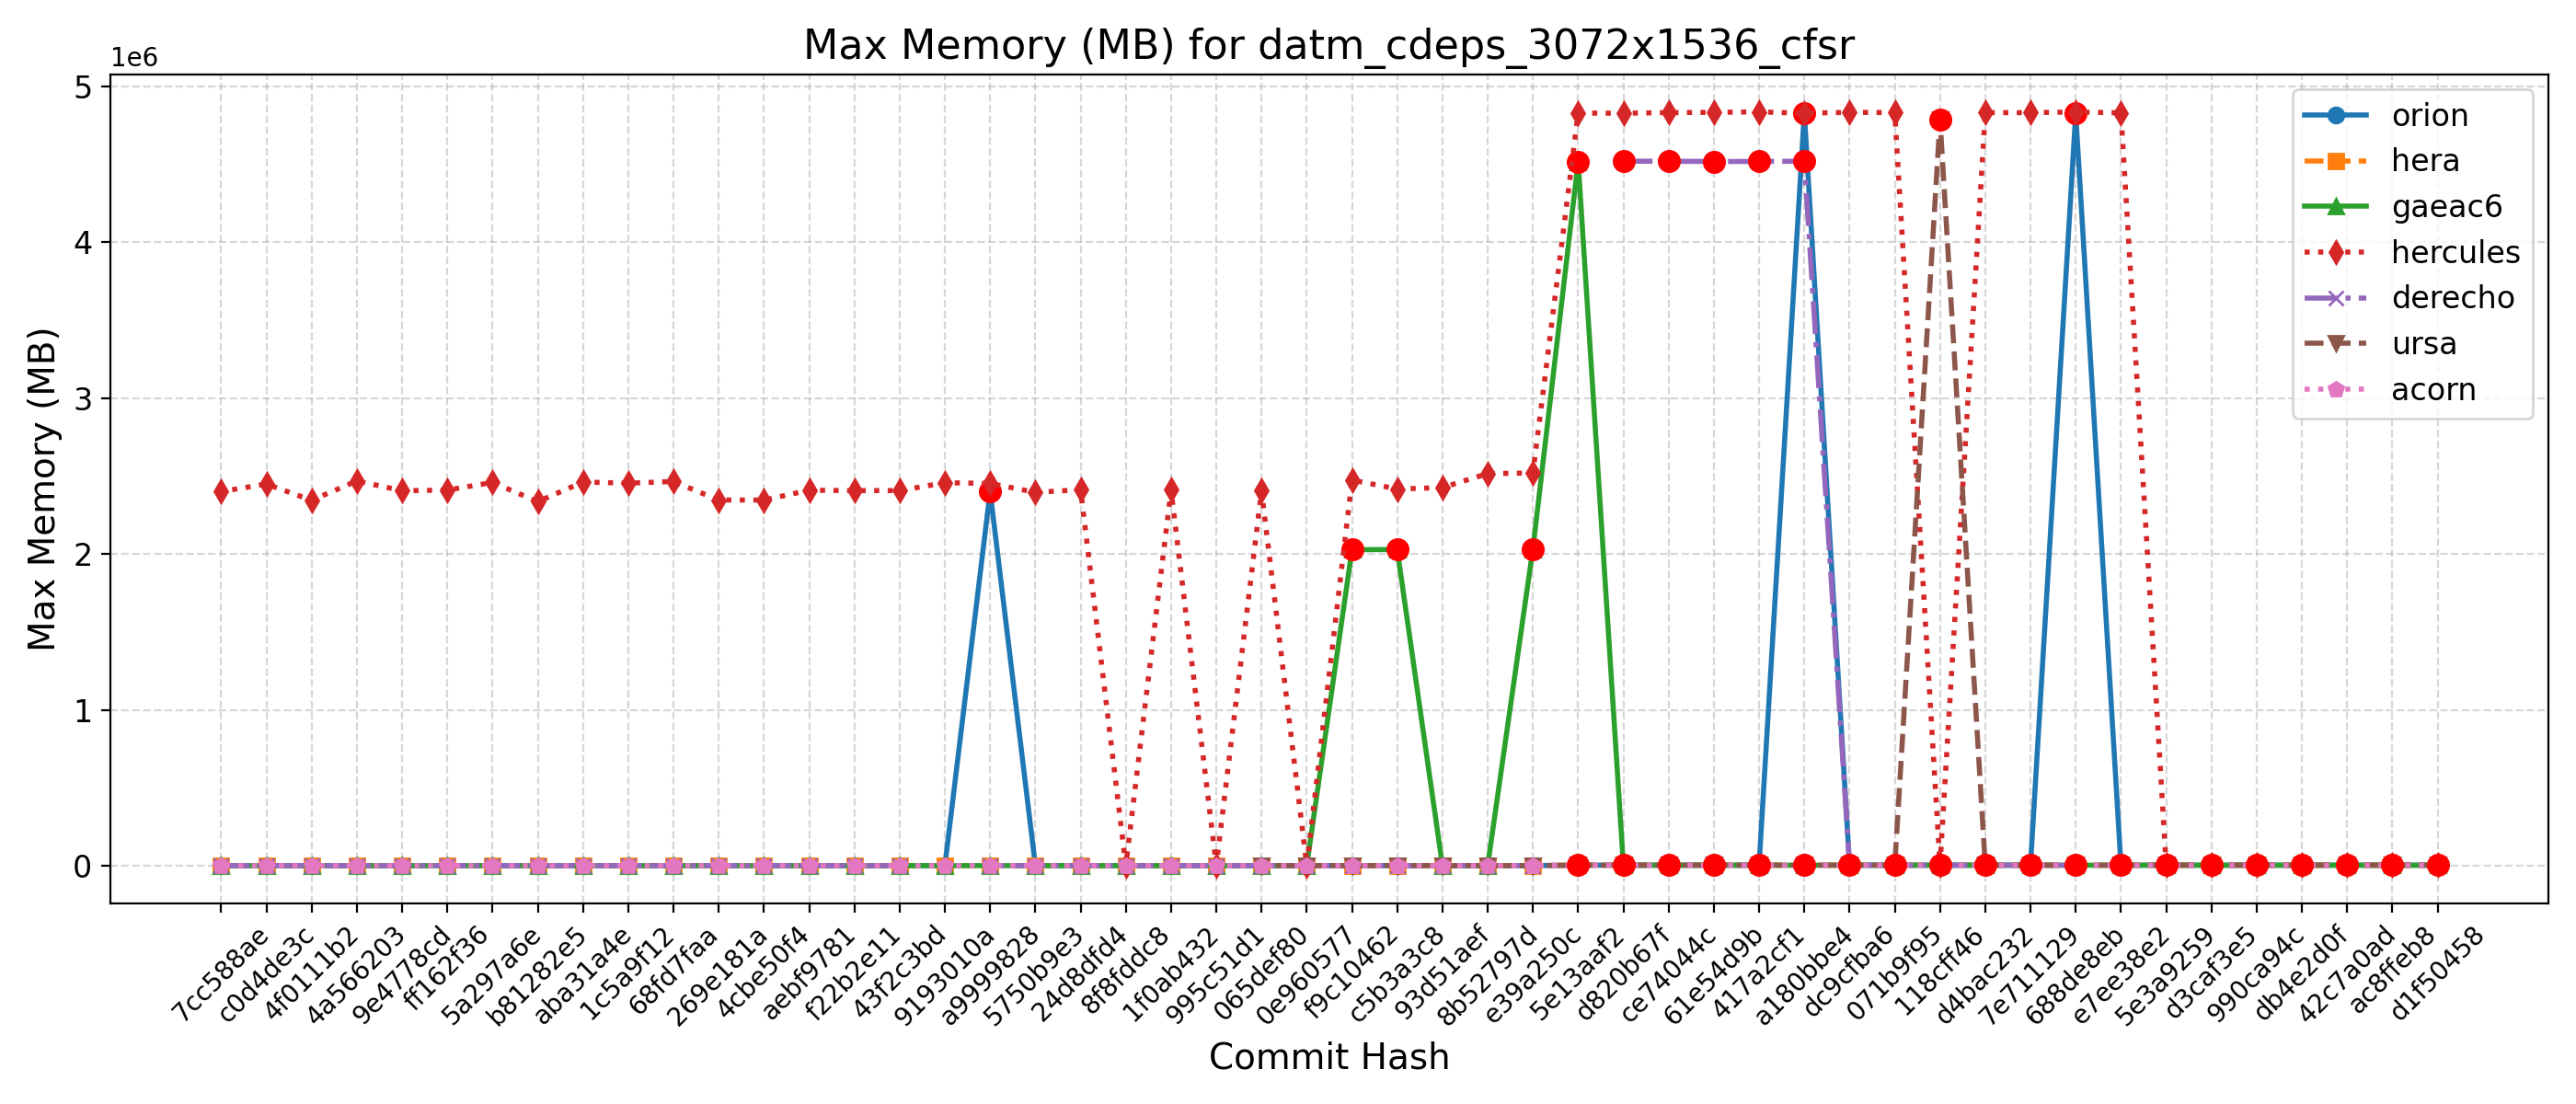 Max Memory (MB) for datm_cdeps_3072x1536_cfsr
1e6
5
4
3
2
1
0
Max Memory (MB)
orion
hera
gaeac6
hercules
derecho
ursa
acorn
7cc588ae
c0d4de3c
4f0111b2
4a566203
9e4778cd
ff162f36
5a297a6e
b81282e5
aba31a4e
1c5a9f12
68fd7faa
269e181a
4cbe50f4
aebf9781
f22b2e11
43f2c3bd
9193010a
a9999828
5750b9e3
24d8dfd4
8f8fddc8
1f0ab432
995c51d1
065def80
0e960577
f9c10462
c5b3a3c8
93d51aef
8b52797d
e39a250c
5e13aaf2
d820b67f
ce74044c
61e54d9b
417a2cf1
a180bbe4
dc9cfba6
071b9f95
118cff46
d4bac232
7e711129
688de8eb
e7ee38e2
5e3a9259
d3caf3e5
990ca94c
db4e2d0f
42c7a0ad
ac8ffeb8
d1f50458
Commit Hash